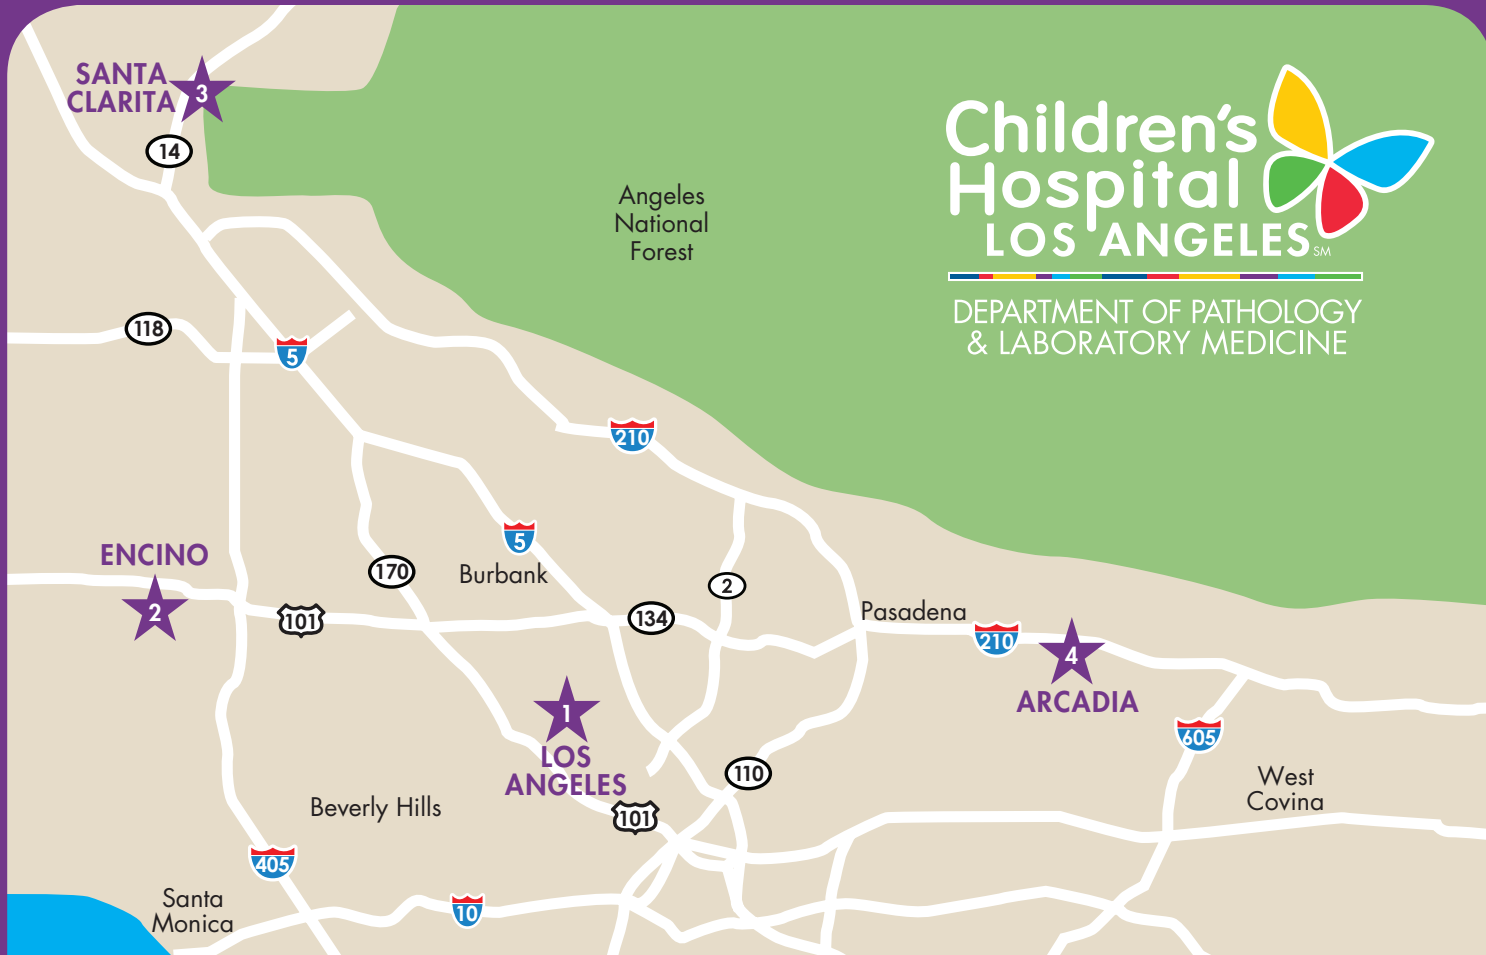 SANTA
CLARITA
3
14
Angeles
National
Forest
Children's
Hospital
LOS ANGELES
SM
DEPARTMENT OF PATHOLOGY
& LABORATORY MEDICINE
118
5
210
5
ENCINO
2
101
170
Burbank
134
2
Pasadena
210
4
ARCADIA
1
LOS
ANGELES
101
110
605
West
Covina
Beverly Hills
405
Santa
Monica
10